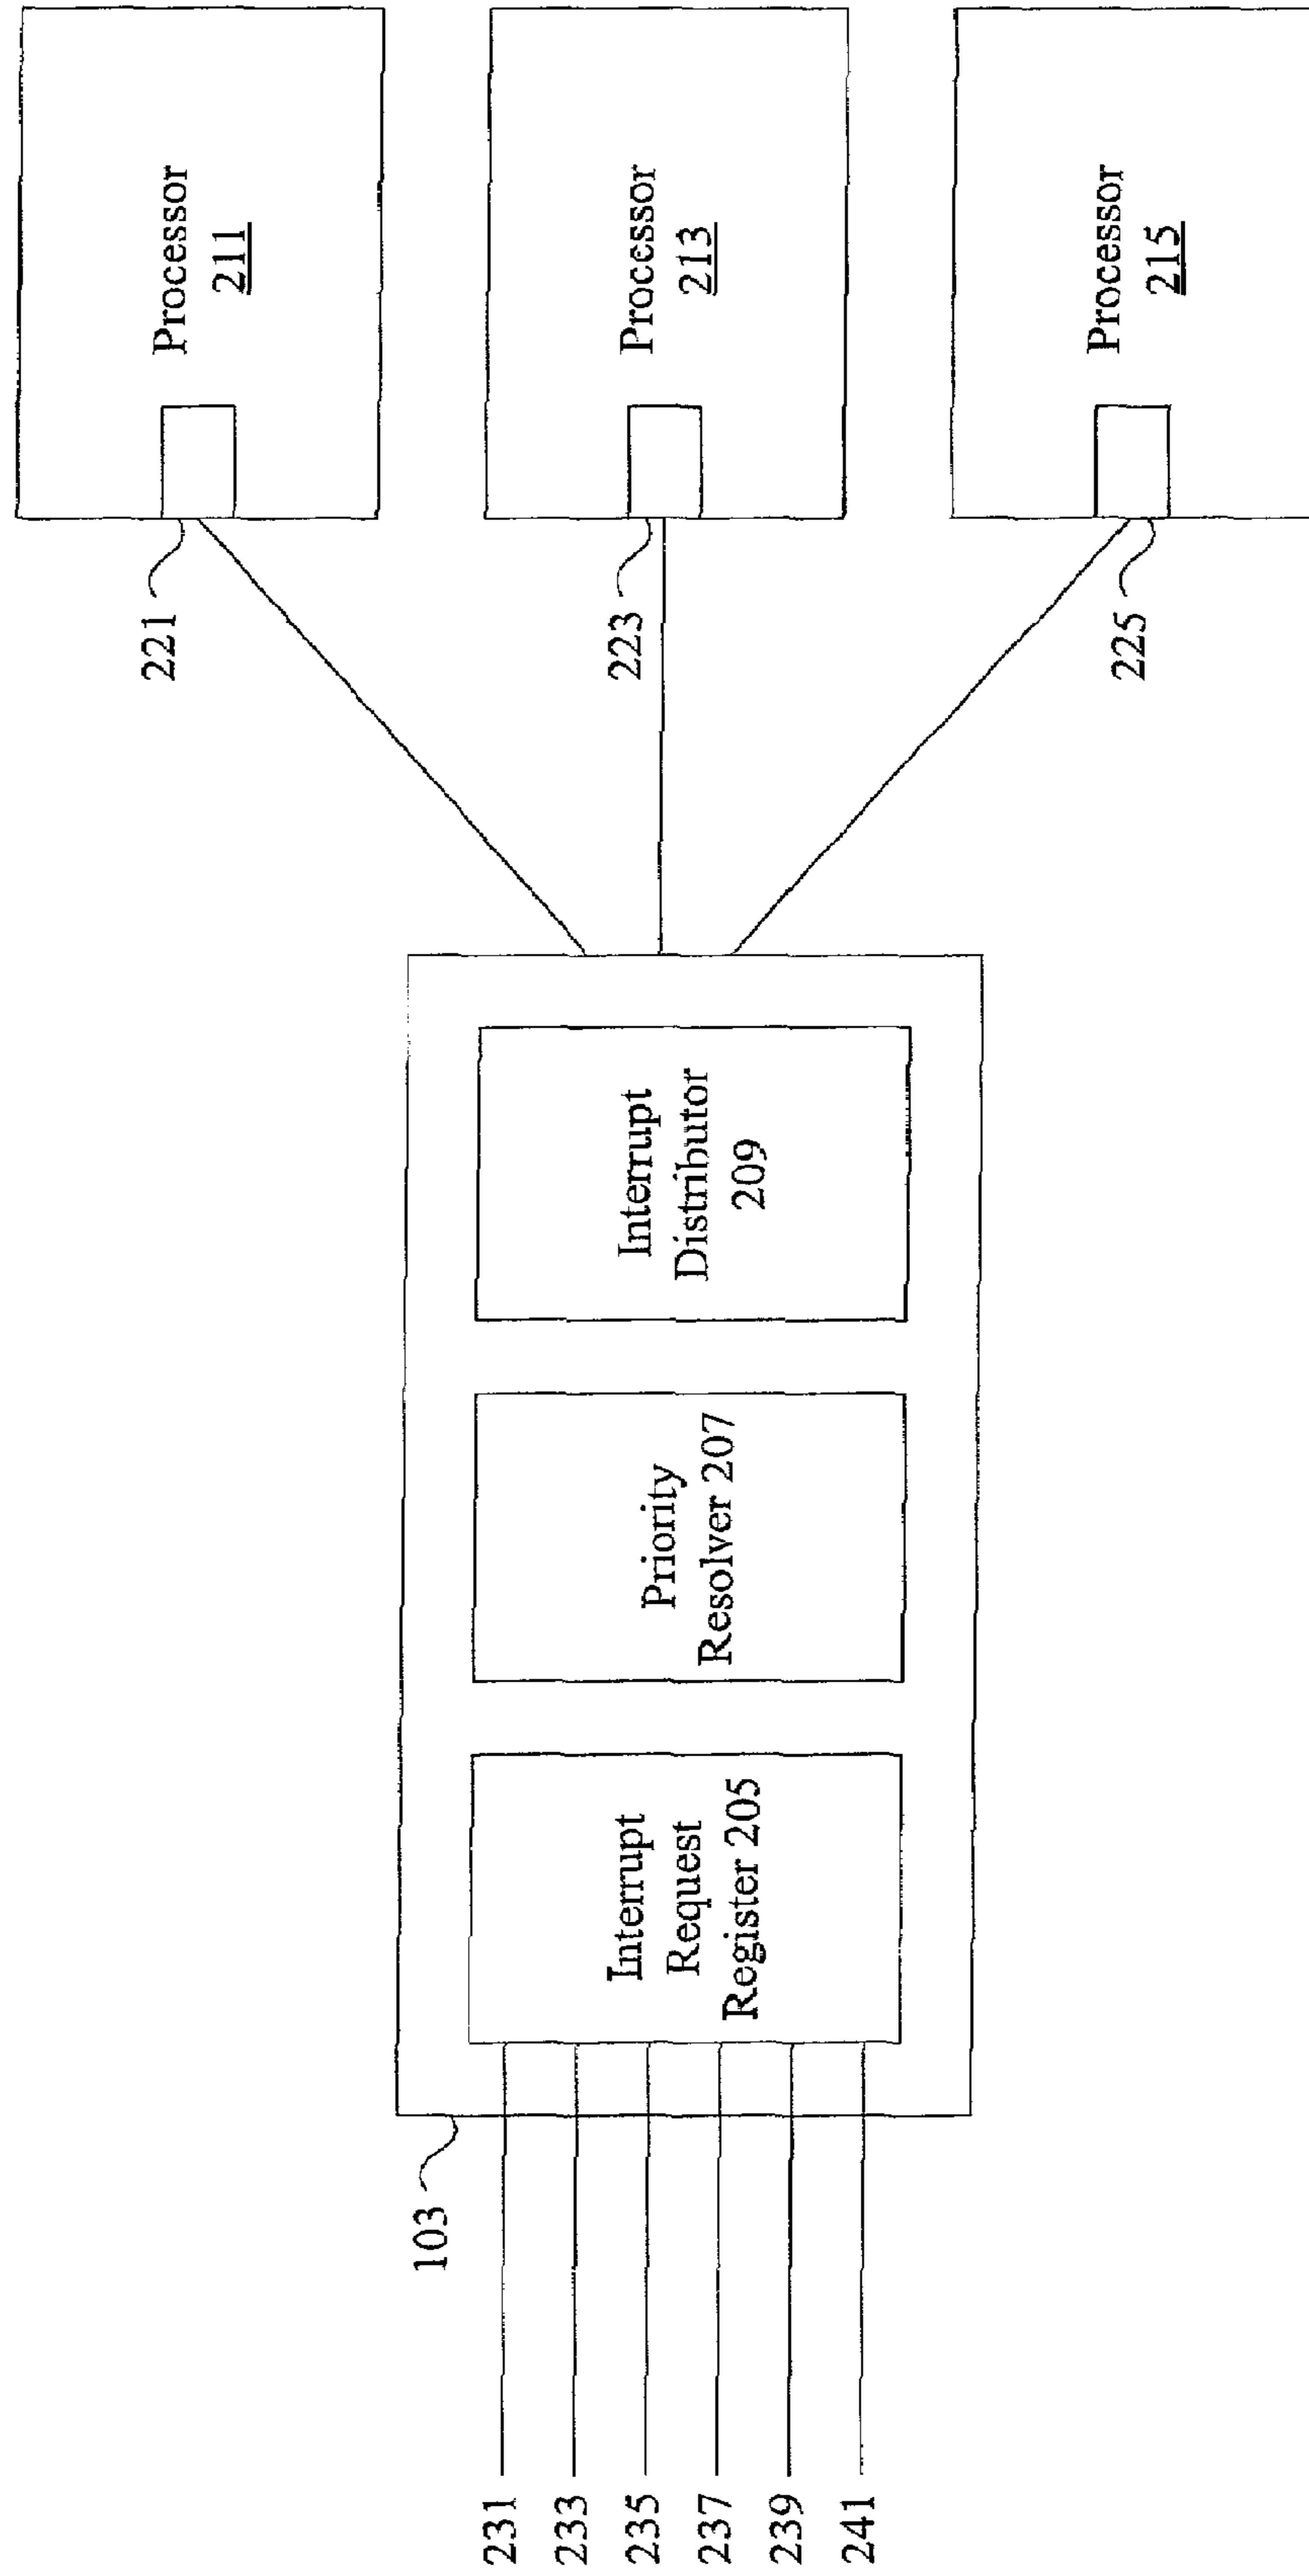 231
233
235
237
239
241
103
Interrupt
Request
Register 205
Priority
Resolver 207
Interrupt
Distributor
209
221
223
225
Processor
211
Processor
213
Processor
215